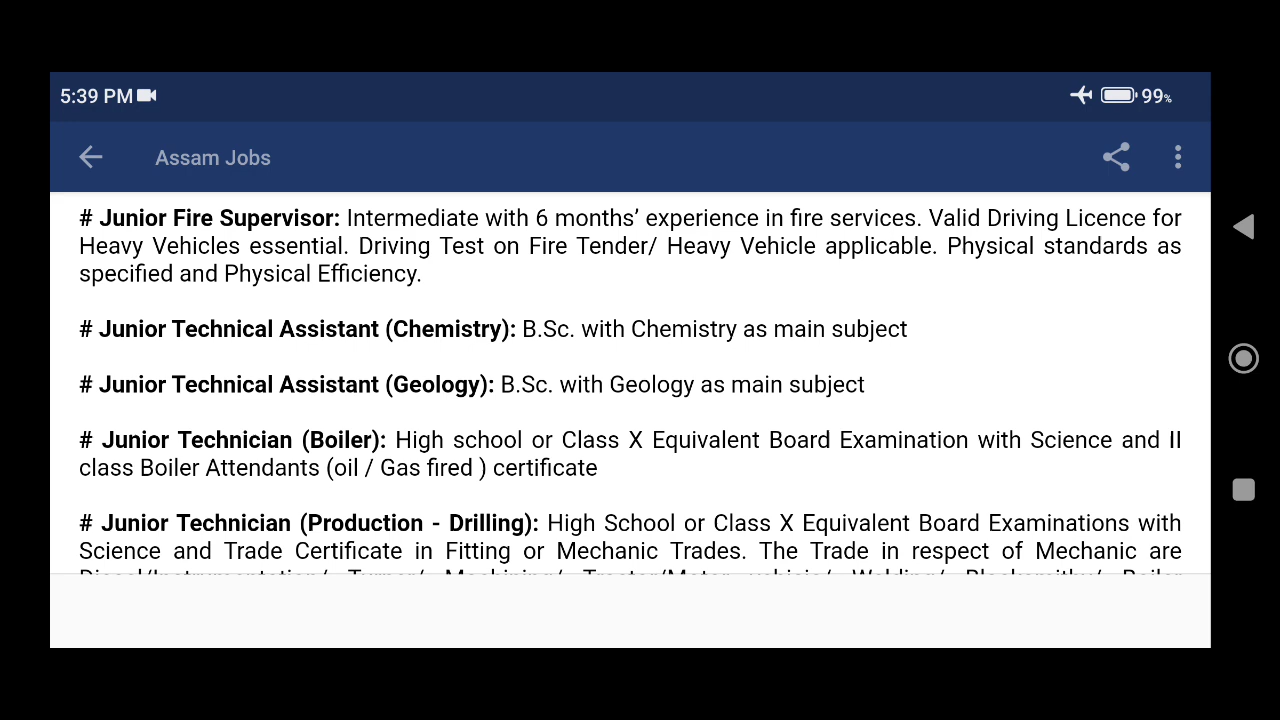 5:39 PM
99%
Assam Jobs
# Junior Fire Supervisor: Intermediate with 6 months’ experience in fire services. Valid Driving Licence for
Heavy Vehicles essential. Driving Test on Fire Tender/ Heavy Vehicle applicable. Physical standards as
specified and Physical Efficiency.
# Junior Technical Assistant (Chemistry): B.Sc. with Chemistry as main subject
# Junior Technical Assistant (Geology): B.Sc. with Geology as main subject
# Junior Technician (Boiler): High school or Class X Equivalent Board Examination with Science and II
class Boiler Attendants (oil / Gas fired ) certificate
# Junior Technician (Production - Drilling): High School or Class X Equivalent Board Examinations with
Science and Trade Certificate in Fitting or Mechanic Trades. The Trade in respect of Mechanic are